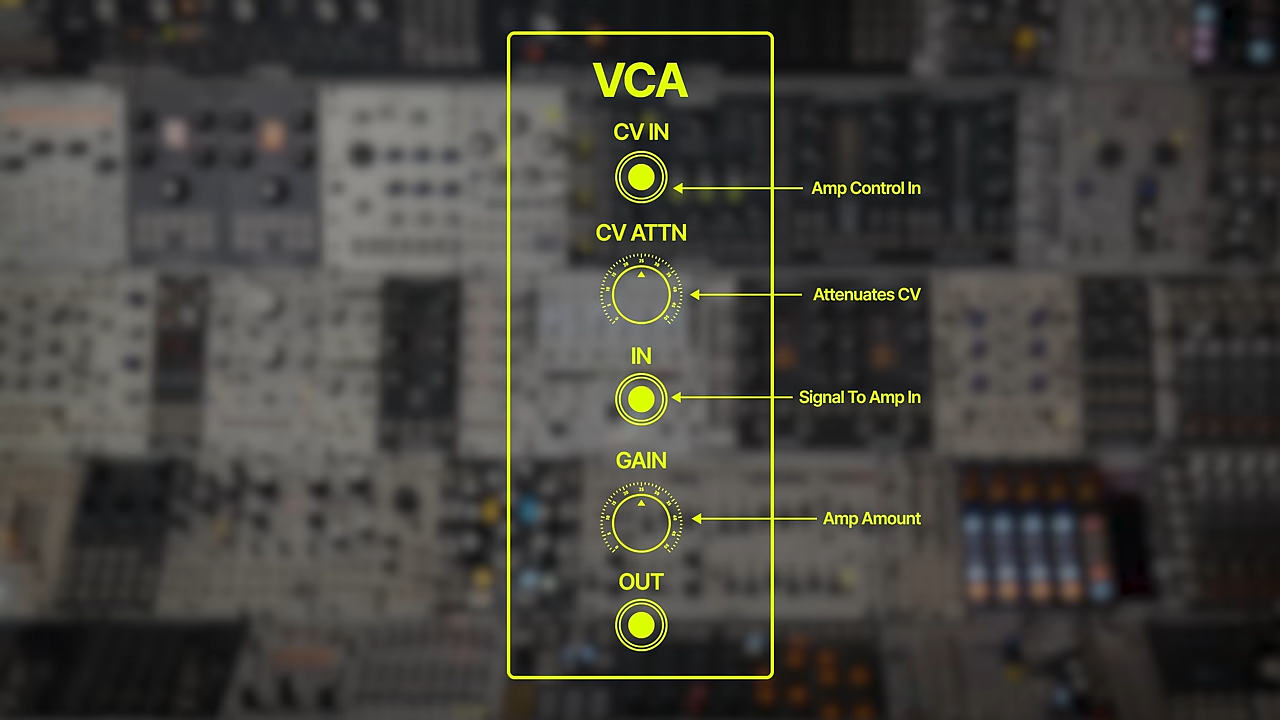 VCA
CV IN
Amp Control In
CV ATTN
Attenuates CV
IN
Signal To Amp In
GAIN
Amp Amount
OUT